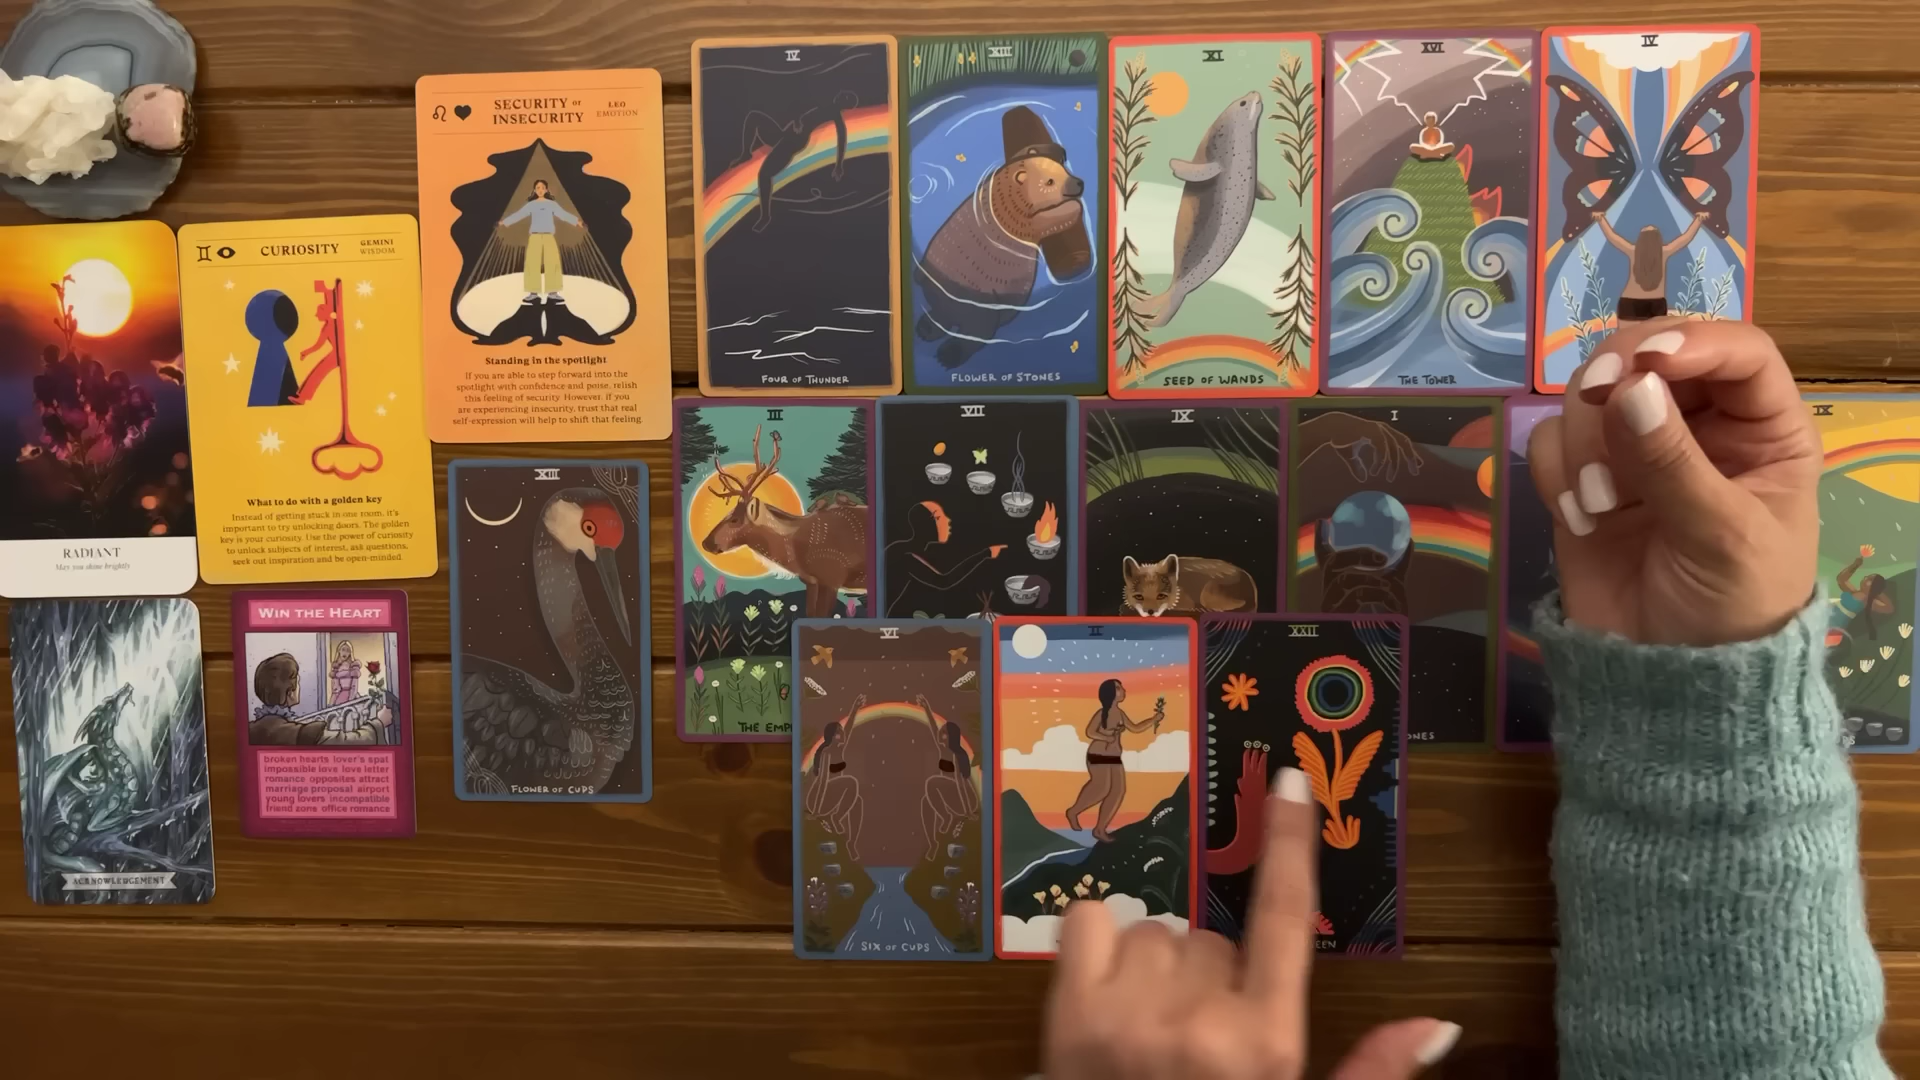 RADIANT
May you shine brightly
CURIOSITY
GEMINI
WISDOM
What to do with a golden key
Instead of getting stuck in one room, it's
important to try unlocking doors. The golden
key is your curiosity. Use the power of curiosity
to unlock subjects of interest, ask questions,
seek out inspiration and be open-minded.
SECURITY or
INSECURITY
LEO
EMOTION
Standing in the spotlight
If you are able to step forward into the
spotlight with confidence and poise, relish
this feeling of security. However, if you
are experiencing insecurity, trust that real
self-expression will help to shift that feeling.
IV
FOUR OF THUNDER
XIII
FLOWER OF STONES
XI
SEED OF WANDS
XVI
THE TOWER
IV
ACKNOWLEDGEMENT
WIN THE HEART
broken hearts lover's spat
impossible love love letter
romance opposites attract
marriage proposal airport
young lovers incompatible
friend zone office romance
XIII
FLOWER OF CUPS
III
THE EMP
VII
IX
I
ONES
IX
VI
SIX OF CUPS
II
XXII
EEN